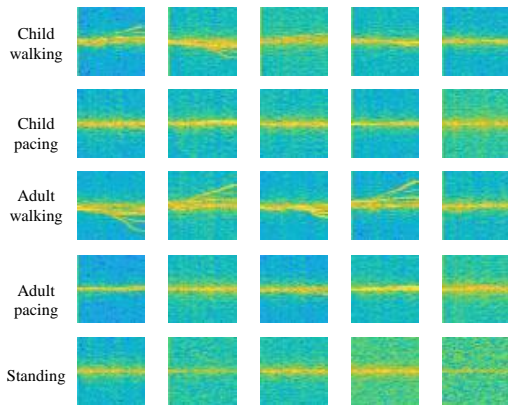 Child
walking
Child
pacing
Adult
walking
Adult
pacing
Standing